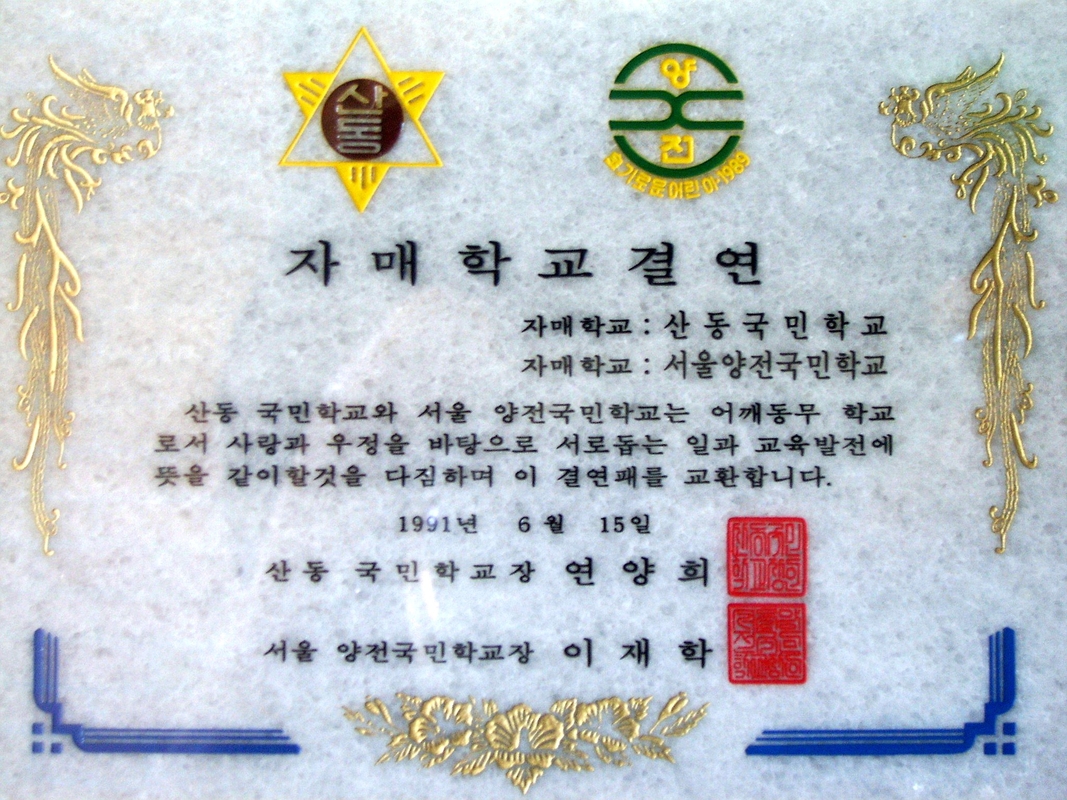 산동
양
전
슬기로운 어린이·1989
자매학교결연
자매학교 : 산동국민학교
자매학교 : 서울양전국민학교
산동 국민학교와 서울 양전국민학교는 어깨동무 학교
로서 사랑과 우정을 바탕으로 서로돕는 일과 교육발전에
뜻을 같이할것을 다짐하며 이 결연패를 교환합니다.
1991년 6월 15일
산동 국민학교장 연양희
서울 양전국민학교장 이재학